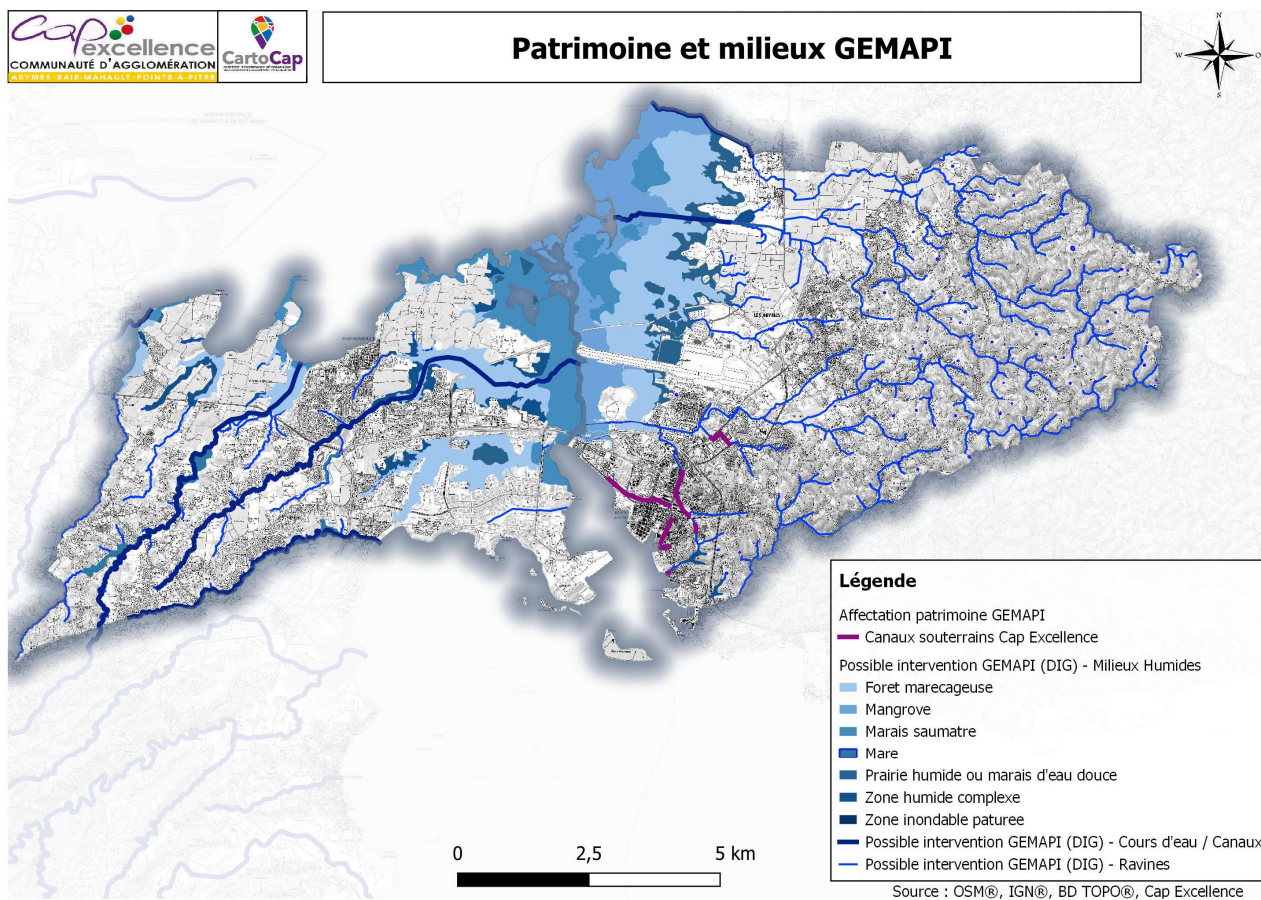 Cap
excellence
COMMUNAUTÉ D'AGGLOMÉRATION
ABYMES-BAIE-MAHAULT-POINTE-À-PITRE
CartoCap
Patrimoine et milieux GEMAPI
N
W
O
S
LES ABYMES
Légende
Affectation patrimoine GEMAPI
Canaux souterrains Cap Excellence
Possible intervention GEMAPI (DIG) - Milieux Humides
Foret marecageuse
Mangrove
Marais saumatre
Mare
Prairie humide ou marais d'eau douce
Zone humide complexe
Zone inondable paturee
Possible intervention GEMAPI (DIG) - Cours d'eau / Canaux
Possible intervention GEMAPI (DIG) - Ravines
0 2,5 5 km
Source : OSM®, IGN®, BD TOPO®, Cap Excellence